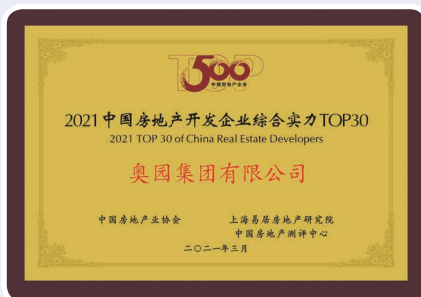 TOP
500
中国房地产业协
2021中国房地产开发企业综合实力TOP30
2021 TOP 30 of China Real Estate Developers
奥园集团有限公司
中国房地产业协会
上海易居房地产研究院
中国房地产测评中心
二〇二一年三月